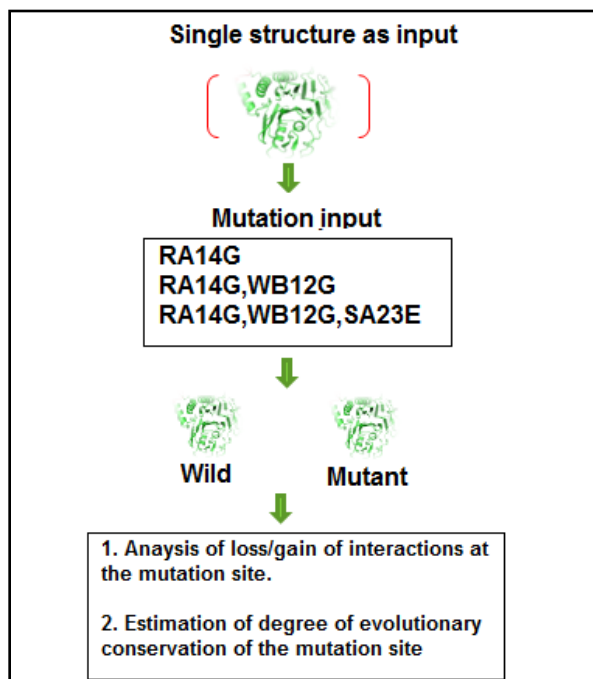 Single structure as input
Mutation input
RA14G
RA14G,WB12G
RA14G,WB12G,SA23E
Wild
Mutant
1. Anaysis of loss/gain of interactions at
the mutation site.
2. Estimation of degree of evolutionary
conservation of the mutation site